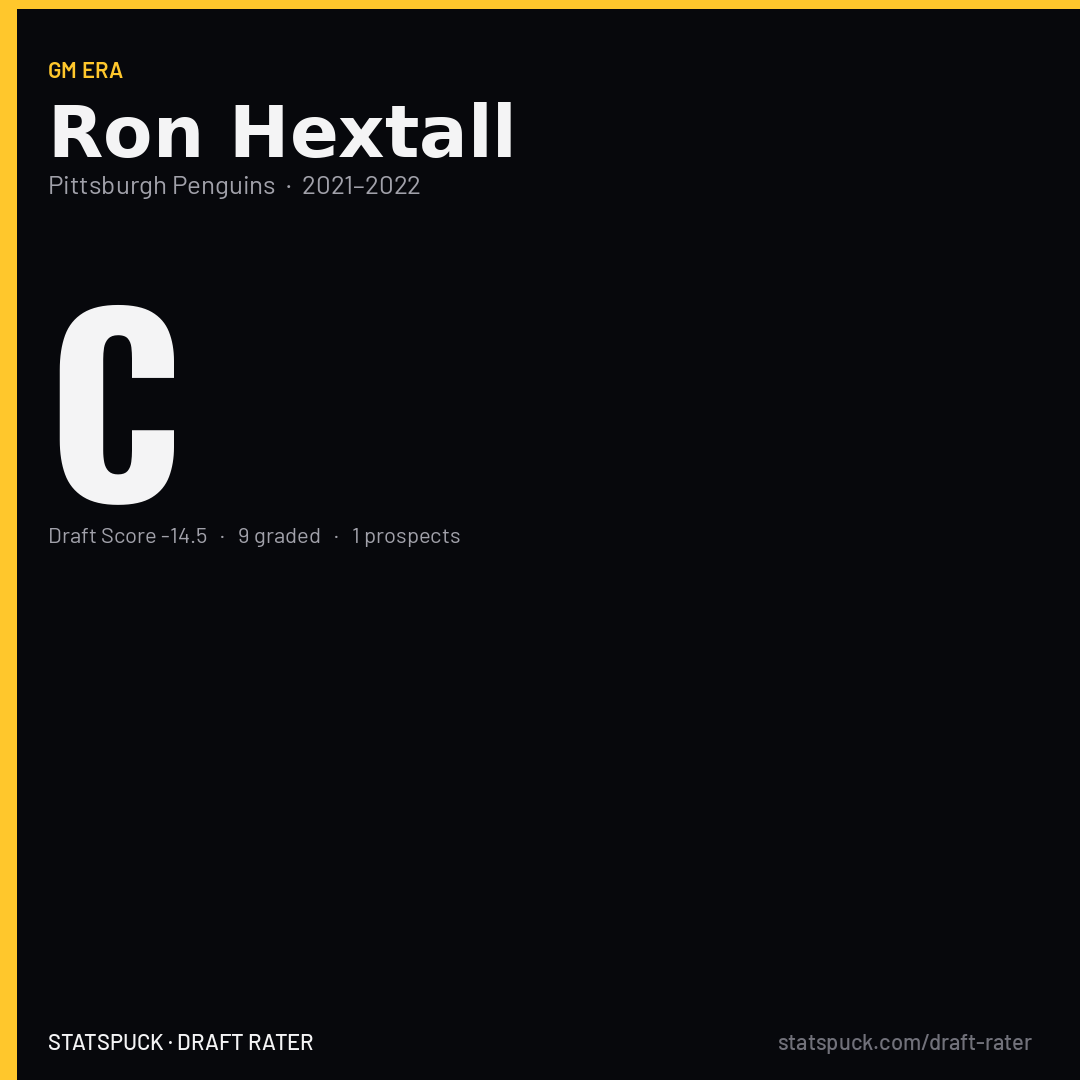 GM ERA
Ron Hextall
Pittsburgh Penguins · 2021–2022
C
Draft Score -14.5 · 9 graded · 1 prospects
STATSPUCK · DRAFT RATER
statspuck.com/draft-rater